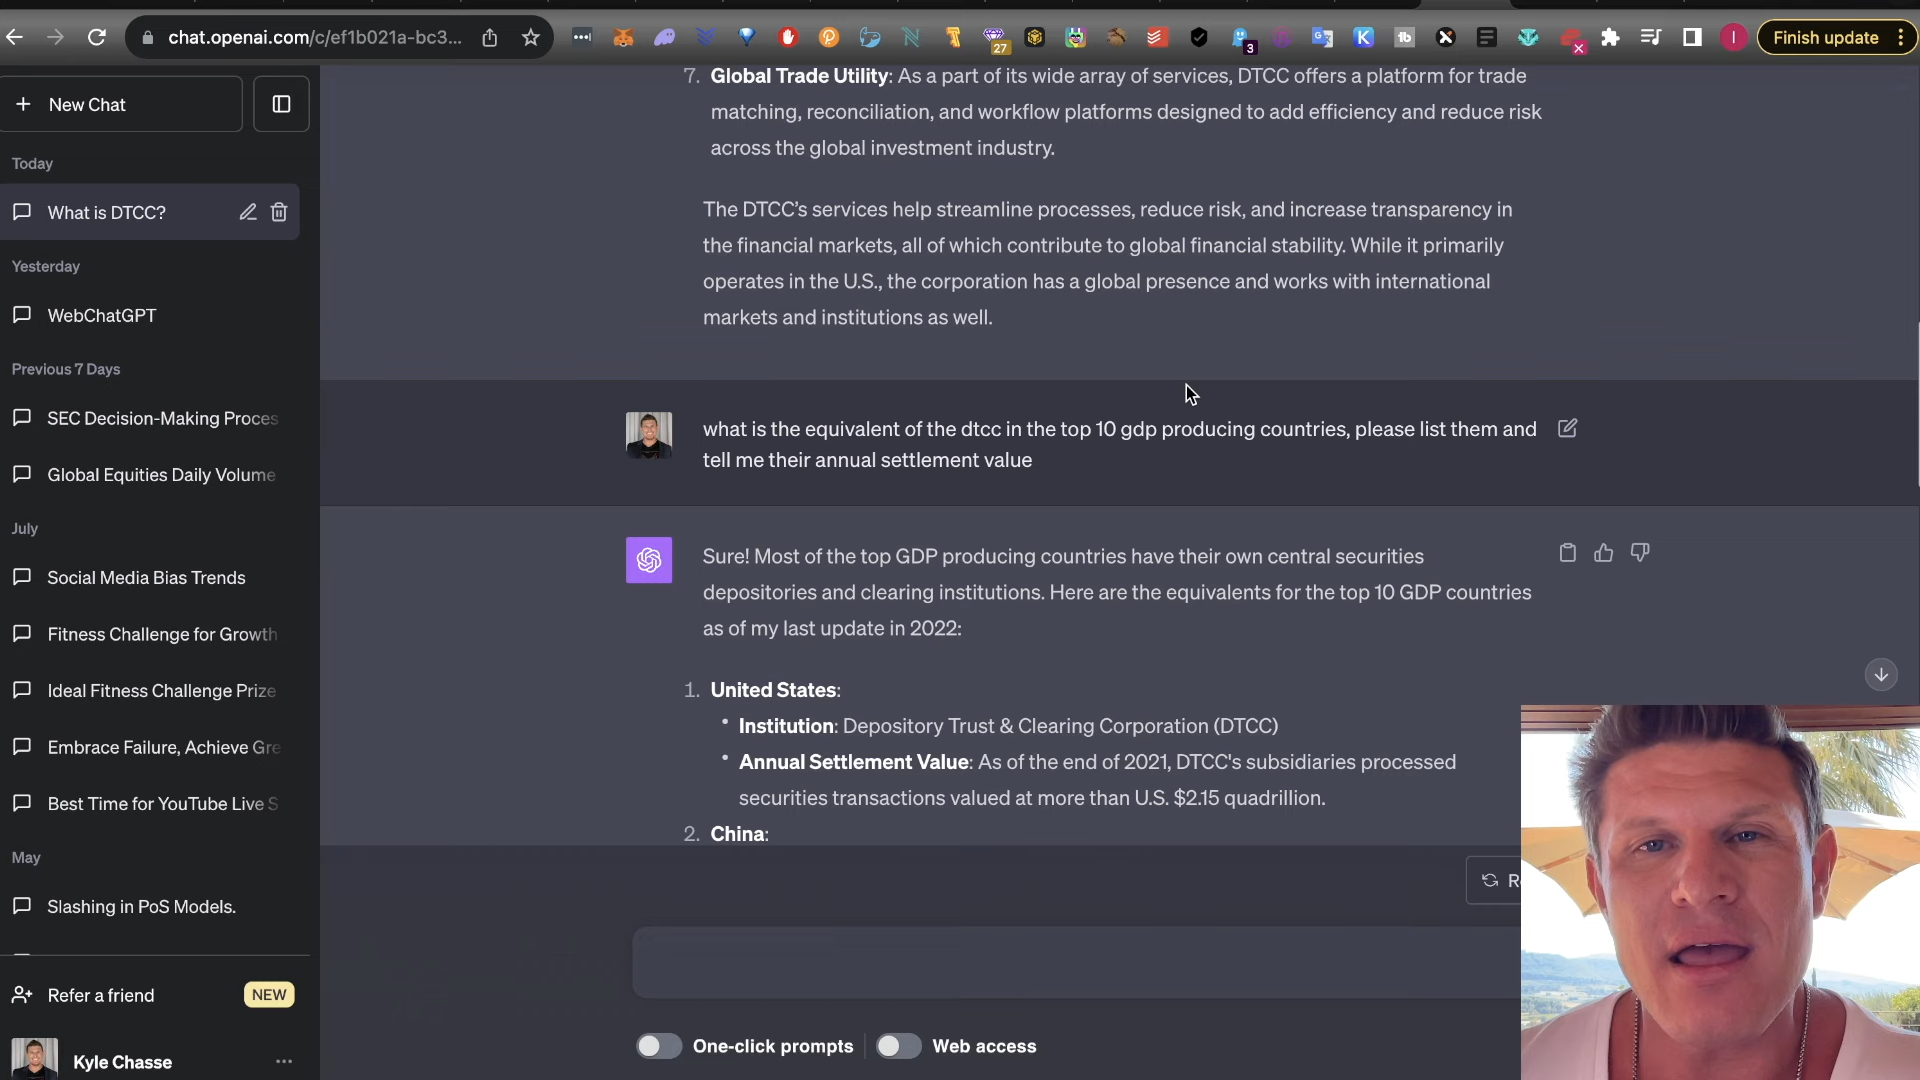 chat.openai.com/c/ef1b021a-bc3...
27
3
K
tb
I
Finish update
New Chat
Today
What is DTCC?
Yesterday
WebChatGPT
Previous 7 Days
SEC Decision-Making Proces
Global Equities Daily Volume
July
Social Media Bias Trends
Fitness Challenge for Growth
Ideal Fitness Challenge Prize
Embrace Failure, Achieve Gre
Best Time for YouTube Live S
May
Slashing in PoS Models.
Refer a friend NEW
Kyle Chasse ...
7. Global Trade Utility: As a part of its wide array of services, DTCC offers a platform for trade
matching, reconciliation, and workflow platforms designed to add efficiency and reduce risk
across the global investment industry.
The DTCC's services help streamline processes, reduce risk, and increase transparency in
the financial markets, all of which contribute to global financial stability. While it primarily
operates in the U.S., the corporation has a global presence and works with international
markets and institutions as well.
what is the equivalent of the dtcc in the top 10 gdp producing countries, please list them and
tell me their annual settlement value
Sure! Most of the top GDP producing countries have their own central securities
depositories and clearing institutions. Here are the equivalents for the top 10 GDP countries
as of my last update in 2022:
1. United States:
• Institution: Depository Trust & Clearing Corporation (DTCC)
• Annual Settlement Value: As of the end of 2021, DTCC's subsidiaries processed
securities transactions valued at more than U.S. $2.15 quadrillion.
2. China:
One-click prompts Web access